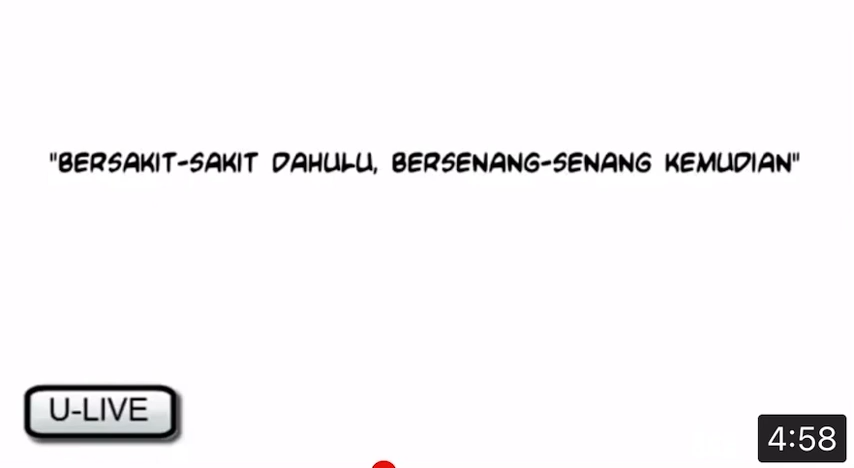 "BERSAKIT-SAKIT DAHULU, BERSENANG-SENANG KEMUDIAN"
U-LIVE
4:58